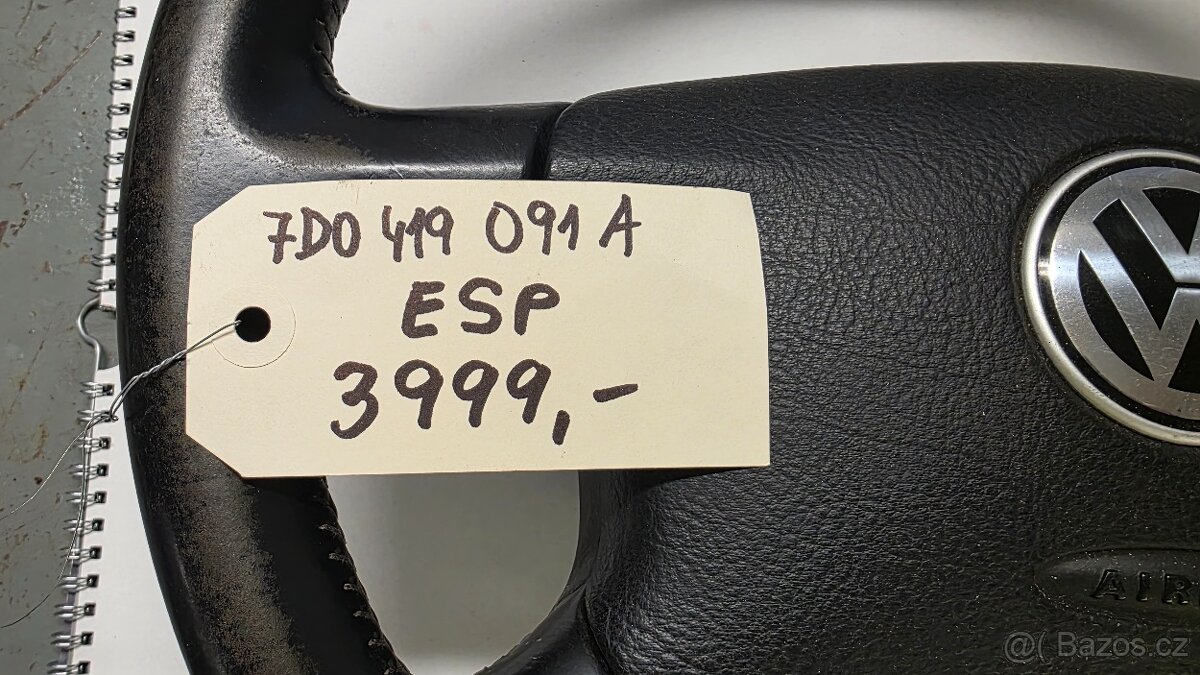 7D0 419 091 A
ESP
3999,-
AIR
@( Bazos.cz